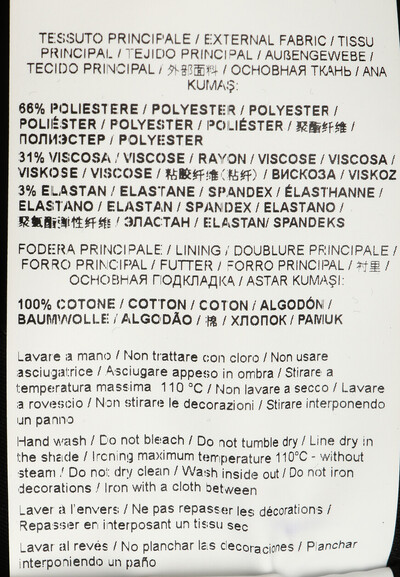 TESSUTO PRINCIPALE / EXTERNAL FABRIC / TISSU
PRINCIPAL / TEJIDO PRINCIPAL / AUßENGEWEBE /
TECIDO PRINCIPAL / 外部面料 / ОСНОВНАЯ ТКАНЬ / ANA
KUMAŞ:
66% POLIESTERE / POLYESTER / POLYESTER /
POLIÉSTER / POLYESTER / POLIÉSTER / 聚酯纤维 /
ПОЛИЭСТЕР / POLYESTER
31% VISCOSA / VISCOSE / RAYON / VISCOSE / VISCOSA /
VISKOSE / VISCOSE / 粘胶纤维(粘纤) / ВИСКОЗА / VISKOZ
3% ELASTAN / ELASTANE / SPANDEX / ÉLASTHANNE /
ELASTANO / ELASTAN / SPANDEX / ELASTANO /
聚氨酯弹性纤维 / ЭЛАСТАН / ELASTAN/ SPANDEKS
FODERA PRINCIPALE / LINING / DOUBLURE PRINCIPALE /
FORRO PRINCIPAL / FUTTER / FORRO PRINCIPAL / 衬里 /
ОСНОВНАЯ ПОДКЛАДКА / ASTAR KUMAŞI:
100% COTONE / COTTON / COTON / ALGODÓN /
BAUMWOLLE / ALGODÃO / 棉 / ХЛОПОК / PAMUK
Lavare a mano / Non trattare con cloro / Non usare
asciugatrice / Asciugare appeso in ombra / Stirare a
temperatura massima 110 °C / Non lavare a secco / Lavare
a rovescio / Non stirare le decorazioni / Stirare interponendo
un panno
Hand wash / Do not bleach / Do not tumble dry / Line dry in
the shade / Ironing maximum temperature 110°C - without
steam / Do not dry clean / Wash inside out / Do not iron
decorations / Iron with a cloth between
Laver à l'envers / Ne pas repasser les décorations /
Repasser en interposant un tissu sec
Lavar al revés / No planchar las decoraciones / Planchar
interponiendo un paño